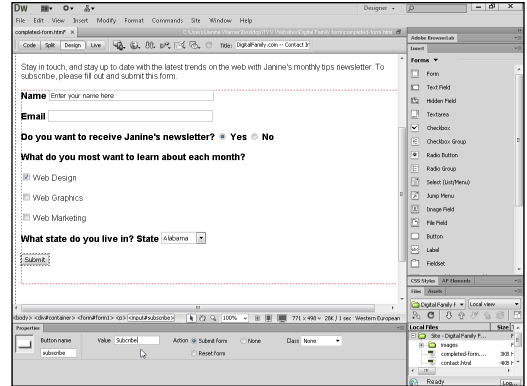 DW
Designer
File Edit View Insert Modify Format Commands Site Window Help
completed-form.html*
Code Split Design Live
Title: DigitalFamily.com -- Contact Jr
Stay in touch, and stay up to date with the latest trends on the web with Janine's monthly tips newsletter. To
subscribe, please fill out and submit this form.
Name Enter your name here
Email
Do you want to receive Janine's newsletter? Yes No
What do you most want to learn about each month?
Web Design
Web Graphics
Web Marketing
What state do you live in? State Alabama
Submit
<body> <div#container> <form#form1> <p> <input#subscribe> 100% 771 x 498 20K / 1 sec Western European
Properties
Button name Value Subcribe Action Submit form None Class None
subscribe Reset form
Adobe BrowserLab
Insert
Forms
Form
Text Field
Hidden Field
Textarea
Checkbox
Checkbox Group
Radio Button
Radio Group
Select (List/Menu)
Jump Menu
Image Field
File Field
Button
Label
Fieldset
CSS Styles AP Elements
Files Assets
Digital Family F Local view
Local Files Size
Site - Digital Family F...
images
completed-form.... 3KB
contact.html 4KB
Ready Log...